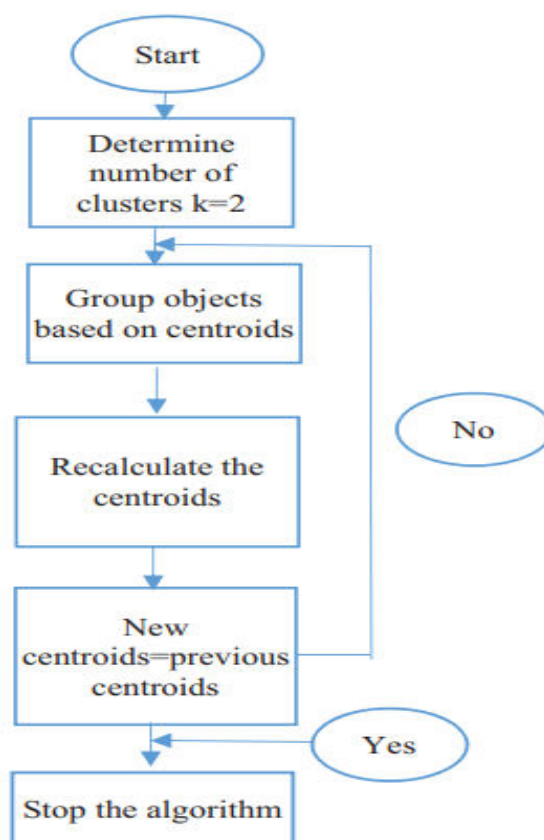 Start
Determine
number of
clusters k=2
Group objects
based on centroids
No
Recalculate the
centroids
New
centroids=previous
centroids
Yes
Stop the algorithm